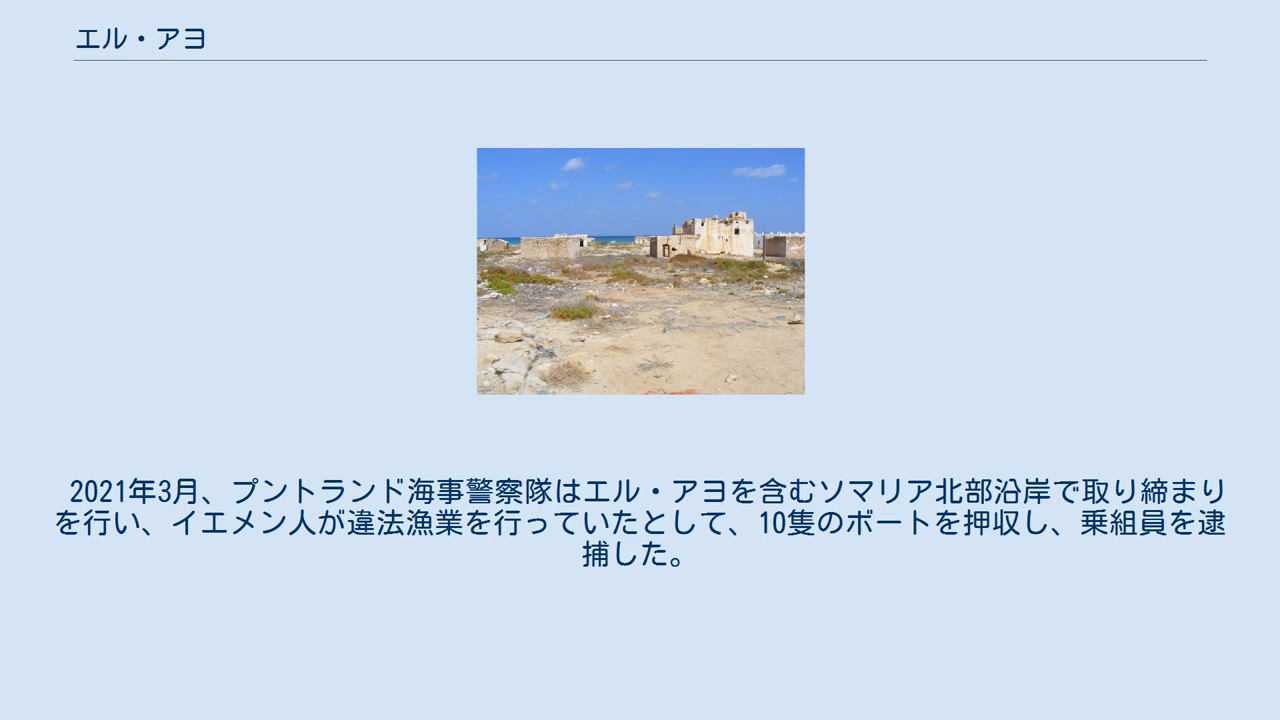 エル・アヨ
2021年3月、プントランド海事警察隊はエル・アヨを含むソマリア北部沿岸で取り締まり
を行い、イエメン人が違法漁業を行っていたとして、10隻のボートを押収し、乗組員を逮
捕した。